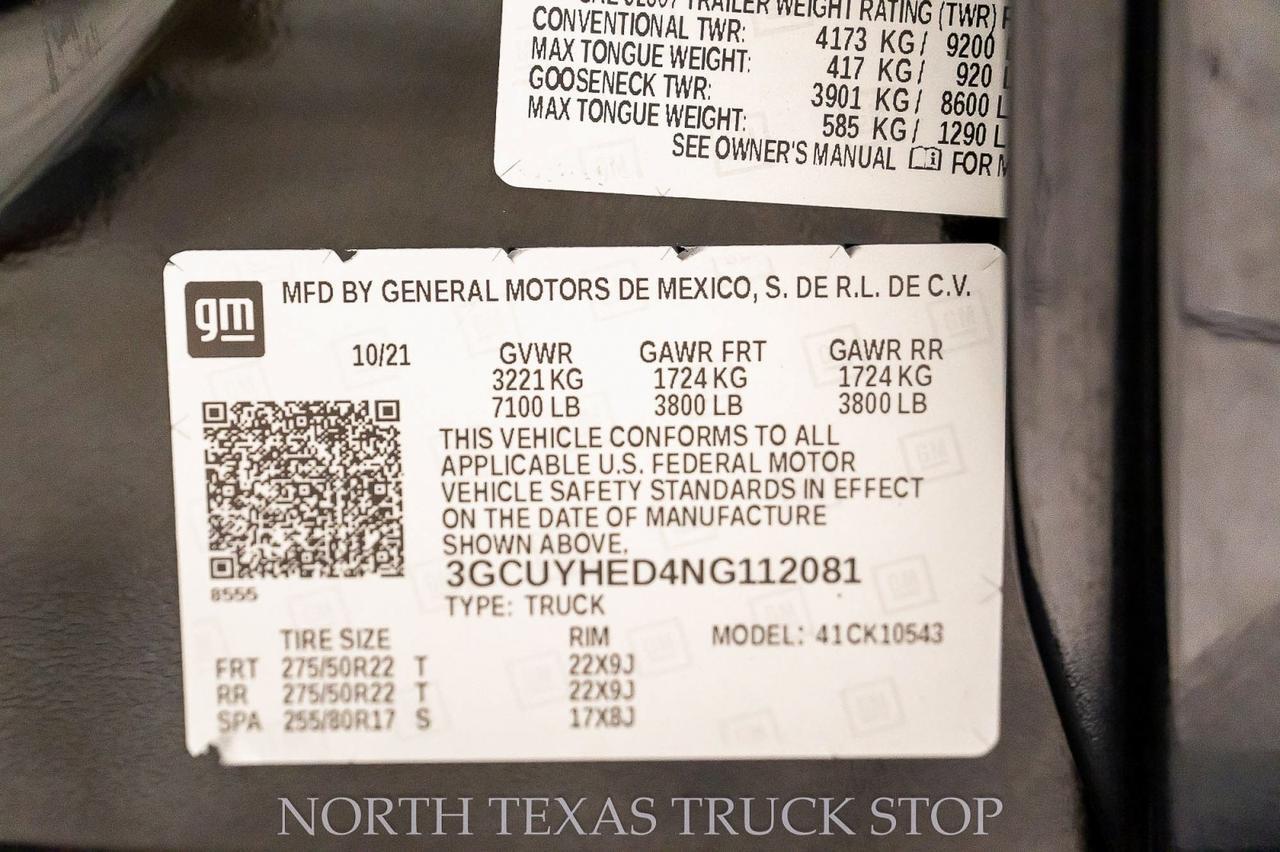 TRAILER WEIGHT RATING (TWR)
CONVENTIONAL TWR: 4173 KG / 9200
MAX TONGUE WEIGHT: 417 KG / 920
GOOSENECK TWR: 3901 KG / 8600 L
MAX TONGUE WEIGHT: 585 KG / 1290 L
SEE OWNER'S MANUAL FOR M
gm
MFD BY GENERAL MOTORS DE MEXICO, S. DE R.L. DE C.V.
10/21 GVWR GAWR FRT GAWR RR
3221 KG 1724 KG 1724 KG
7100 LB 3800 LB 3800 LB
THIS VEHICLE CONFORMS TO ALL
APPLICABLE U.S. FEDERAL MOTOR
VEHICLE SAFETY STANDARDS IN EFFECT
ON THE DATE OF MANUFACTURE
SHOWN ABOVE.
3GCUYHED4NG112081
8555
TYPE: TRUCK
TIRE SIZE RIM MODEL: 41CK10543
FRT 275/50R22 T 22X9J
RR 275/50R22 T 22X9J
SPA 255/80R17 S 17X8J
NORTH TEXAS TRUCK STOP